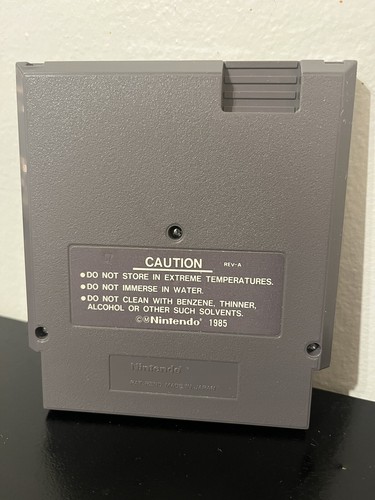 CAUTION REV-A
●DO NOT STORE IN EXTREME TEMPERATURES.
●DO NOT IMMERSE IN WATER.
●DO NOT CLEAN WITH BENZENE, THINNER,
ALCOHOL OR OTHER SUCH SOLVENTS.
©Ⓜ Nintendo® 1985
Nintendo®
JAPAN